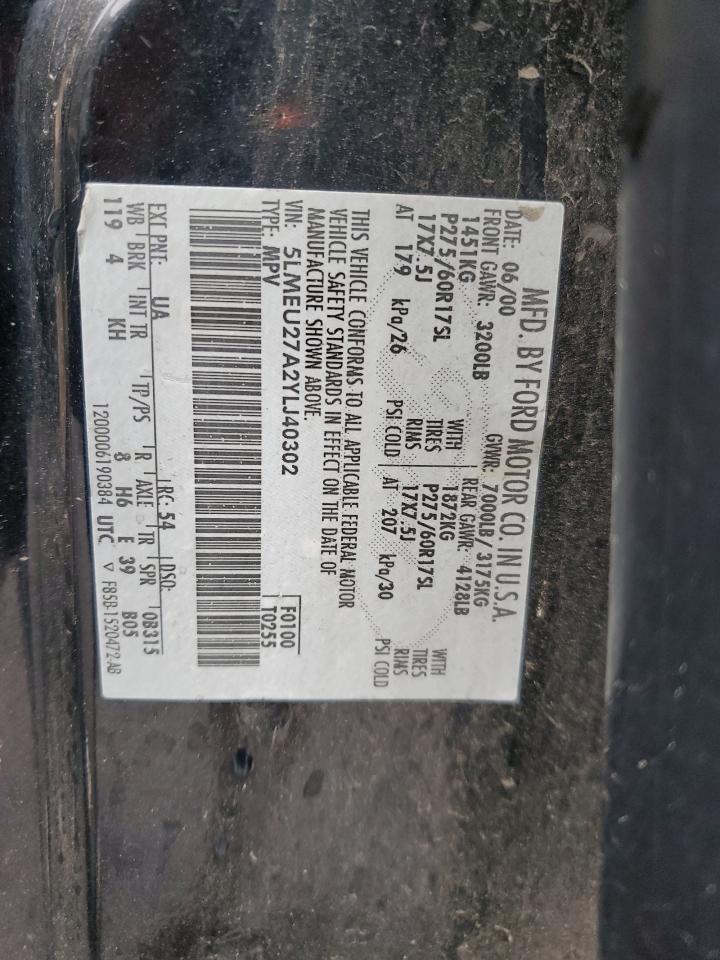 MFD. BY FORD MOTOR CO. IN U.S.A.
DATE: 06/00 GVWR: 7000LB / 3175KG
FRONT GAWR: 3200LB REAR GAWR: 4128LB
1451KG WITH 1872KG WITH
P275/60R17SL TIRES P275/60R17SL TIRES
17X7.5J RIMS 17X7.5J RIMS
AT 179 kPa/26 PSI COLD AT 207 kPa/30 PSI COLD
THIS VEHICLE CONFORMS TO ALL APPLICABLE FEDERAL MOTOR
VEHICLE SAFETY STANDARDS IN EFFECT ON THE DATE OF
MANUFACTURE SHOWN ABOVE.
VIN: 5LMEU27A2YLJ40302 F0100
TYPE: MPV T0255
EXT PNT: UA RC: 54 DSO: 0B315
WB BRK INT TR TP/PS R AXLE TR SPR B05
119 4 KH 8 H6 E 39
1200006190384 UTC ▽ F85B-1520472-AB